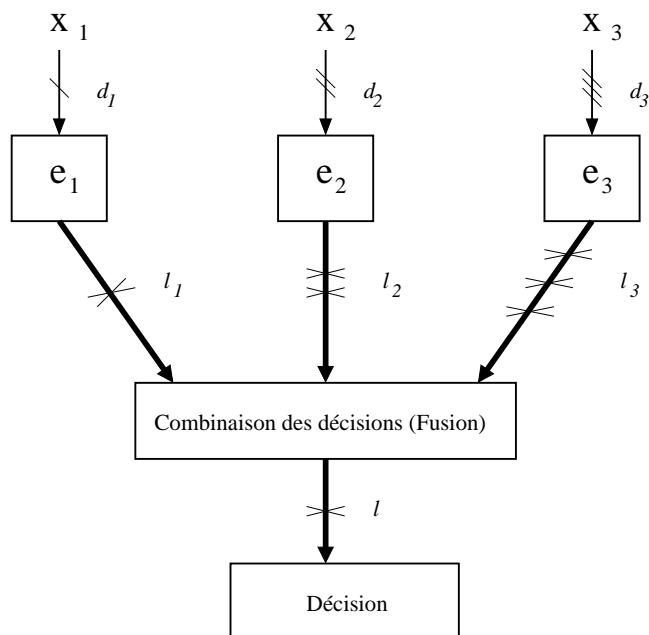 x 1 x 2 x 3
d1 d2 d3
e1 e2 e3
l1 l2 l3
Combinaison des décisions (Fusion)
l
Décision